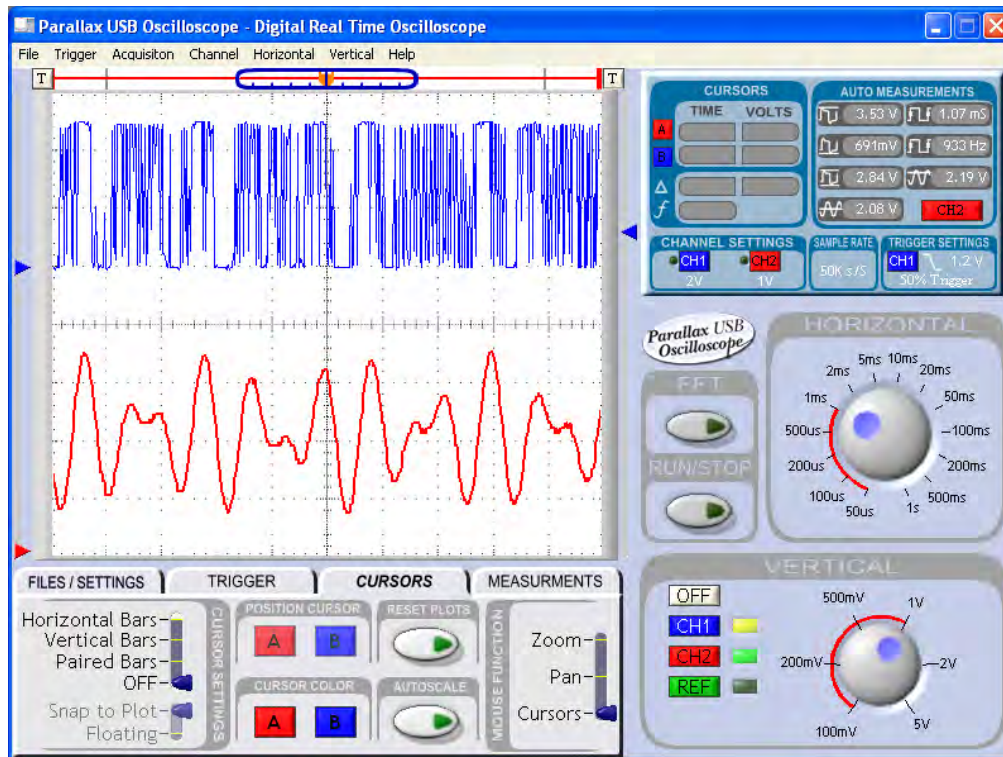 Parallax USB Oscilloscope - Digital Real Time Oscilloscope
File Trigger Acquisiton Channel Horizontal Vertical Help
T T
CURSORS
TIME VOLTS
A
B
Δ
f
AUTO MEASUREMENTS
3.53 V 1.07 mS
691mV 933 Hz
2.84 V 2.19 V
2.08 V CH2
CHANNEL SETTINGS
CH1 CH2
2V 1V
SAMPLE RATE
50K s/S
TRIGGER SETTINGS
CH1 1.2 V
50% Trigger
Parallax USB
Oscilloscope
FFT
RUN/STOP
HORIZONTAL
50us
100us
200us
500us
1ms
2ms
5ms
10ms
20ms
50ms
100ms
200ms
500ms
1s
FILES / SETTINGS TRIGGER CURSORS MEASURMENTS
Horizontal Bars
Vertical Bars
Paired Bars
OFF
Snap to Plot
Floating
CURSOR SETTINGS
POSITION CURSOR
A B
CURSOR COLOR
A B
RESET PLOTS
AUTOSCALE
MOUSE FUNCTION
Zoom
Pan
Cursors
VERTICAL
OFF
CH1
CH2
REF
100mV
200mV
500mV
1V
2V
5V